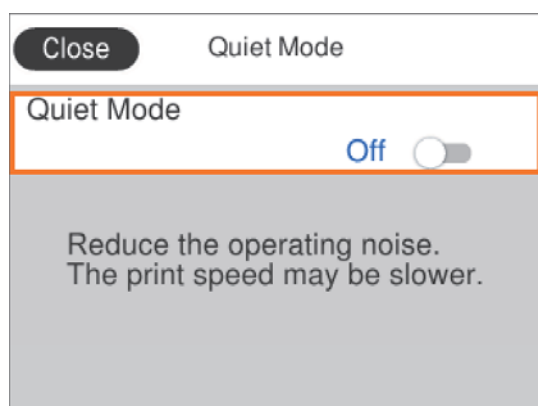 Close Quiet Mode
Quiet Mode
Off
Reduce the operating noise.
The print speed may be slower.